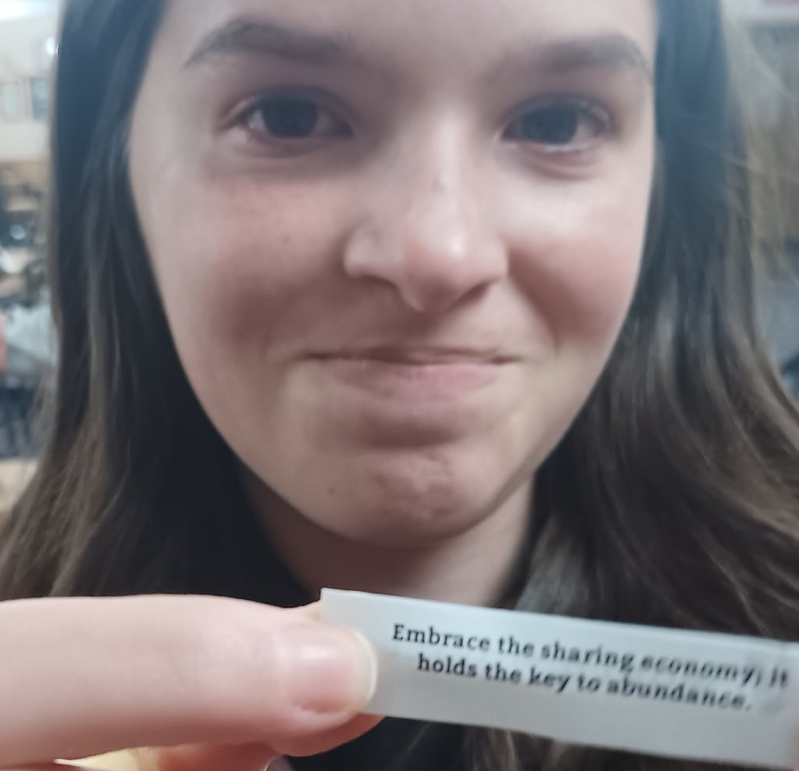 Embrace the sharing economy; it
holds the key to abundance.